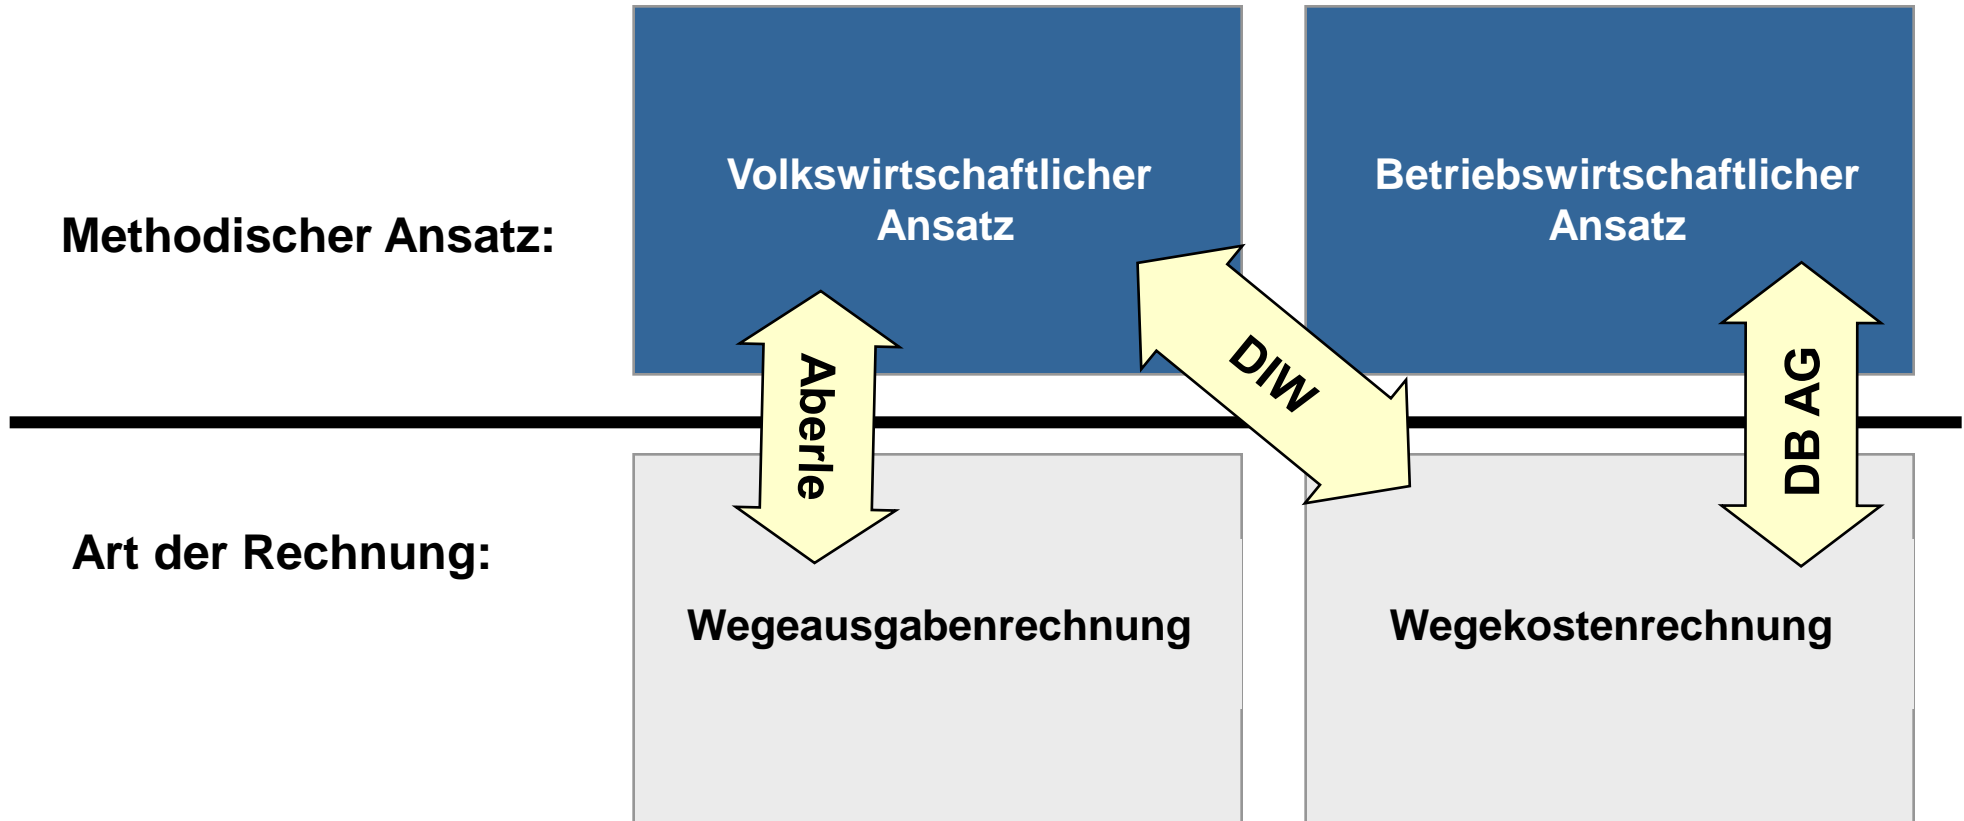 Methodischer Ansatz:
Volkswirtschaftlicher
Ansatz
Betriebswirtschaftlicher
Ansatz
Aberle
DIW
DB AG
Art der Rechnung:
Wegeausgabenrechnung
Wegekostenrechnung